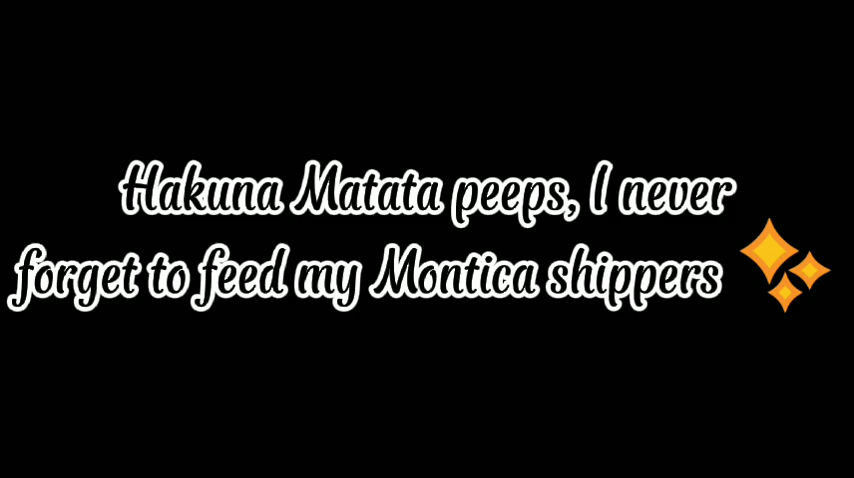 Hakuna Matata peeps, I never
forget to feed my Montica shippers ✨